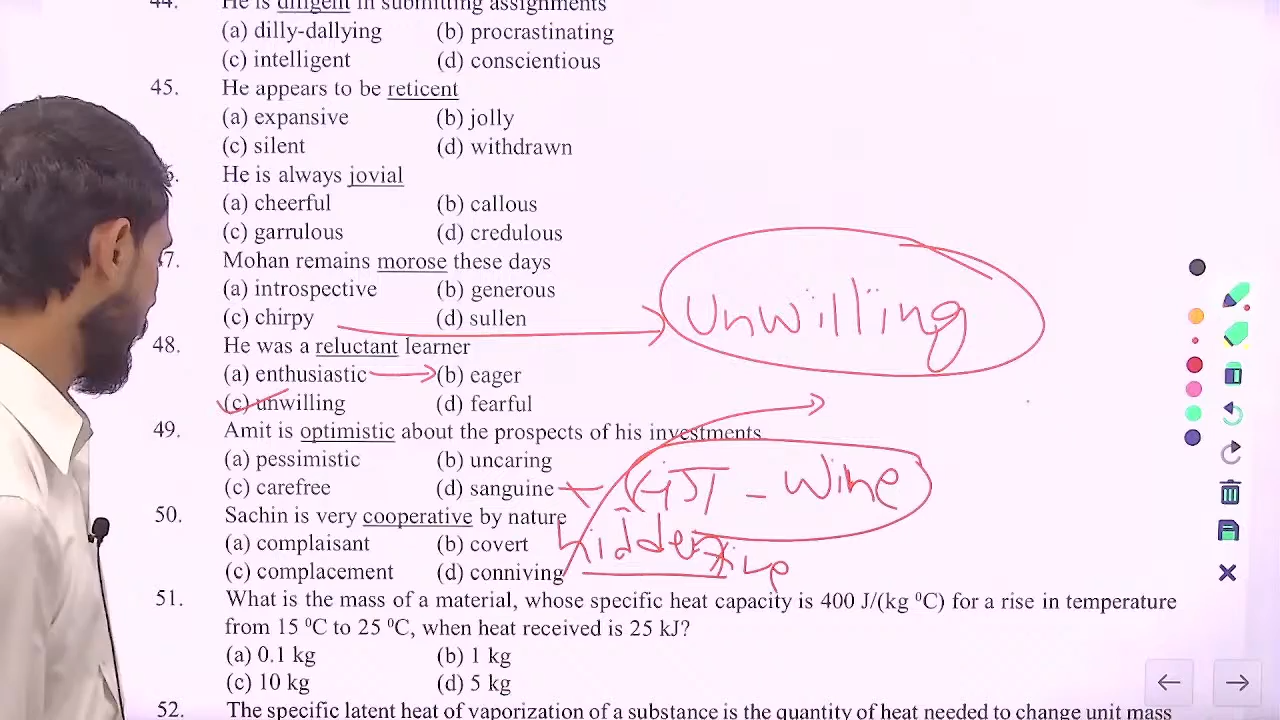 44. He is diligent in submitting assignments
(a) dilly-dallying (b) procrastinating
(c) intelligent (d) conscientious
45. He appears to be reticent
(a) expansive (b) jolly
(c) silent (d) withdrawn
He is always jovial
(a) cheerful (b) callous
(c) garrulous (d) credulous
7. Mohan remains morose these days
(a) introspective (b) generous
(c) chirpy (d) sullen
Unwilling
48. He was a reluctant learner
(a) enthusiastic (b) eager
(c) unwilling (d) fearful
49. Amit is optimistic about the prospects of his investments
(a) pessimistic (b) uncaring
(c) carefree (d) sanguine
- Wine
50. Sachin is very cooperative by nature
(a) complaisant (b) covert
hidden
(c) complacement (d) conniving
51. What is the mass of a material, whose specific heat capacity is 400 J/(kg ⁰C) for a rise in temperature
from 15 ⁰C to 25 ⁰C, when heat received is 25 kJ?
(a) 0.1 kg (b) 1 kg
(c) 10 kg (d) 5 kg
52. The specific latent heat of vaporization of a substance is the quantity of heat needed to change unit mass